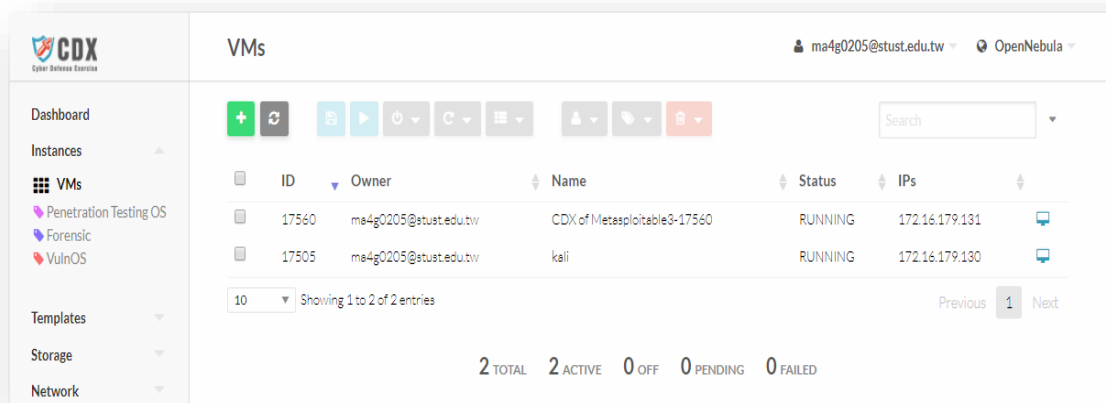 CDX
Cyber Defense Exercise
VMs
ma4g0205@stust.edu.tw OpenNebula
Dashboard
Instances
VMs
Penetration Testing OS
Forensic
VulnOS
Templates
Storage
Network
Search
ID Owner Name Status IPs
17560 ma4g0205@stust.edu.tw CDX of Metasploitable3-17560 RUNNING 172.16.179.131
17505 ma4g0205@stust.edu.tw kali RUNNING 172.16.179.130
10 Showing 1 to 2 of 2 entries Previous 1 Next
2 TOTAL 2 ACTIVE 0 OFF 0 PENDING 0 FAILED